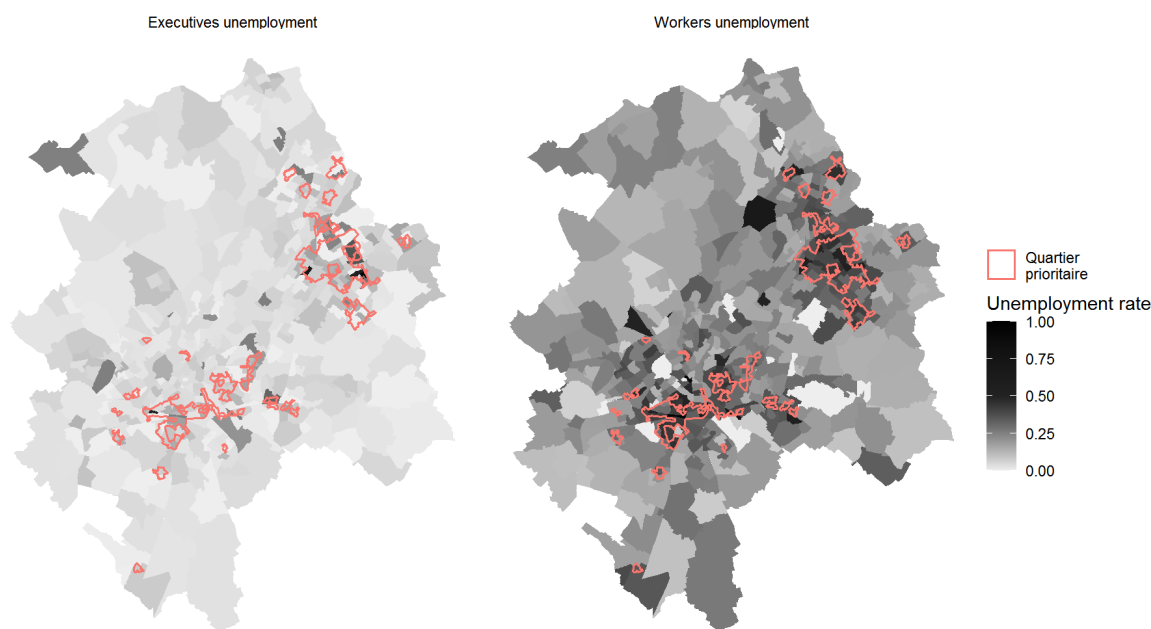 Executives unemployment
Workers unemployment
Quartier
prioritaire
Unemployment rate
1.00
0.75
0.50
0.25
0.00